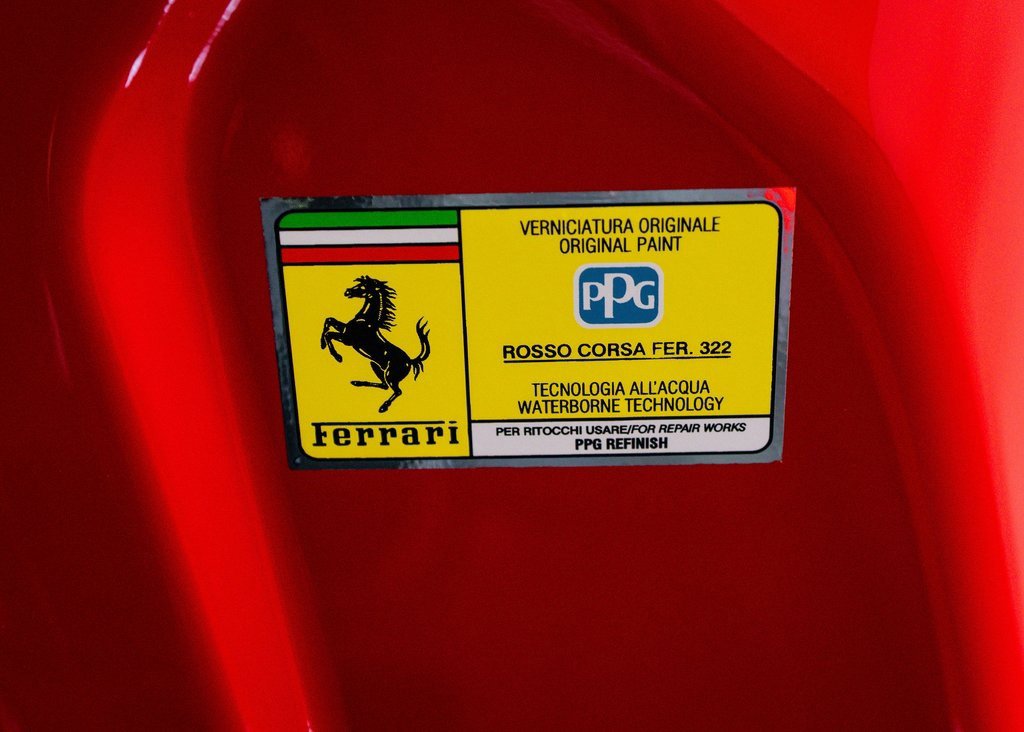 Ferrari
VERNICIATURA ORIGINALE
ORIGINAL PAINT
PPG
ROSSO CORSA FER. 322
TECNOLOGIA ALL'ACQUA
WATERBORNE TECHNOLOGY
PER RITOCCHI USARE/FOR REPAIR WORKS
PPG REFINISH